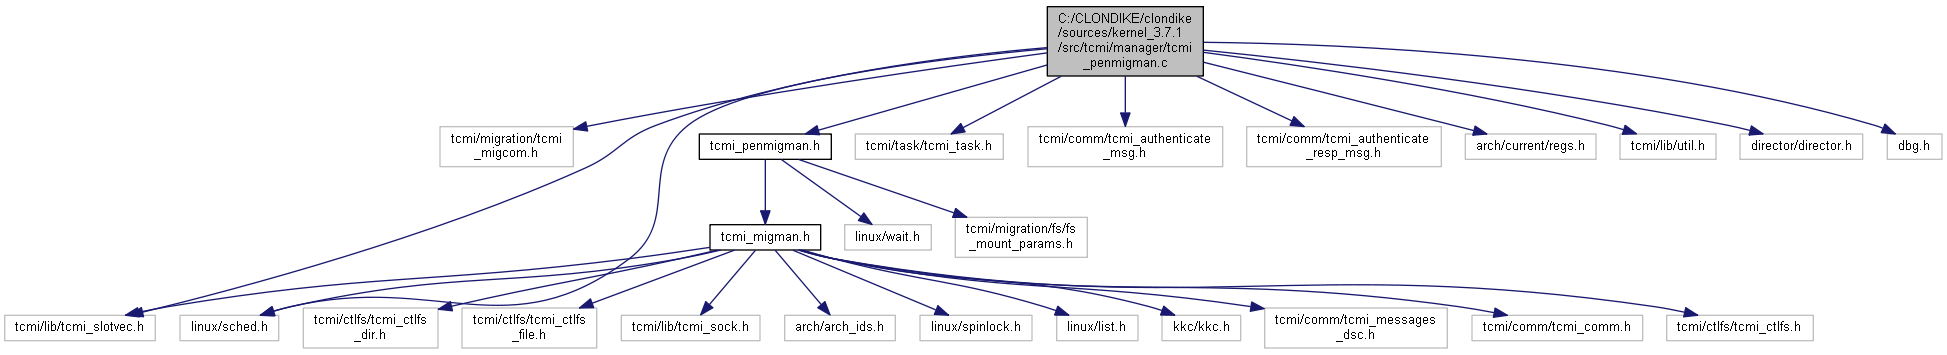 C:/CLONDIKE/clondike
/sources/kernel_3.7.1
/src/tcmi/manager/tcmi
_penmigman.c
tcmi/migration/tcmi
_migcom.h
tcmi_penmigman.h
tcmi/task/tcmi_task.h
tcmi/comm/tcmi_authenticate
_msg.h
tcmi/comm/tcmi_authenticate
_resp_msg.h
arch/current/regs.h
tcmi/lib/util.h
director/director.h
dbg.h
tcmi_migman.h
linux/wait.h
tcmi/migration/fs/fs
_mount_params.h
tcmi/lib/tcmi_slotvec.h
linux/sched.h
tcmi/ctlfs/tcmi_ctlfs
_dir.h
tcmi/ctlfs/tcmi_ctlfs
_file.h
tcmi/lib/tcmi_sock.h
arch/arch_ids.h
linux/spinlock.h
linux/list.h
kkc/kkc.h
tcmi/comm/tcmi_messages
_dsc.h
tcmi/comm/tcmi_comm.h
tcmi/ctlfs/tcmi_ctlfs.h